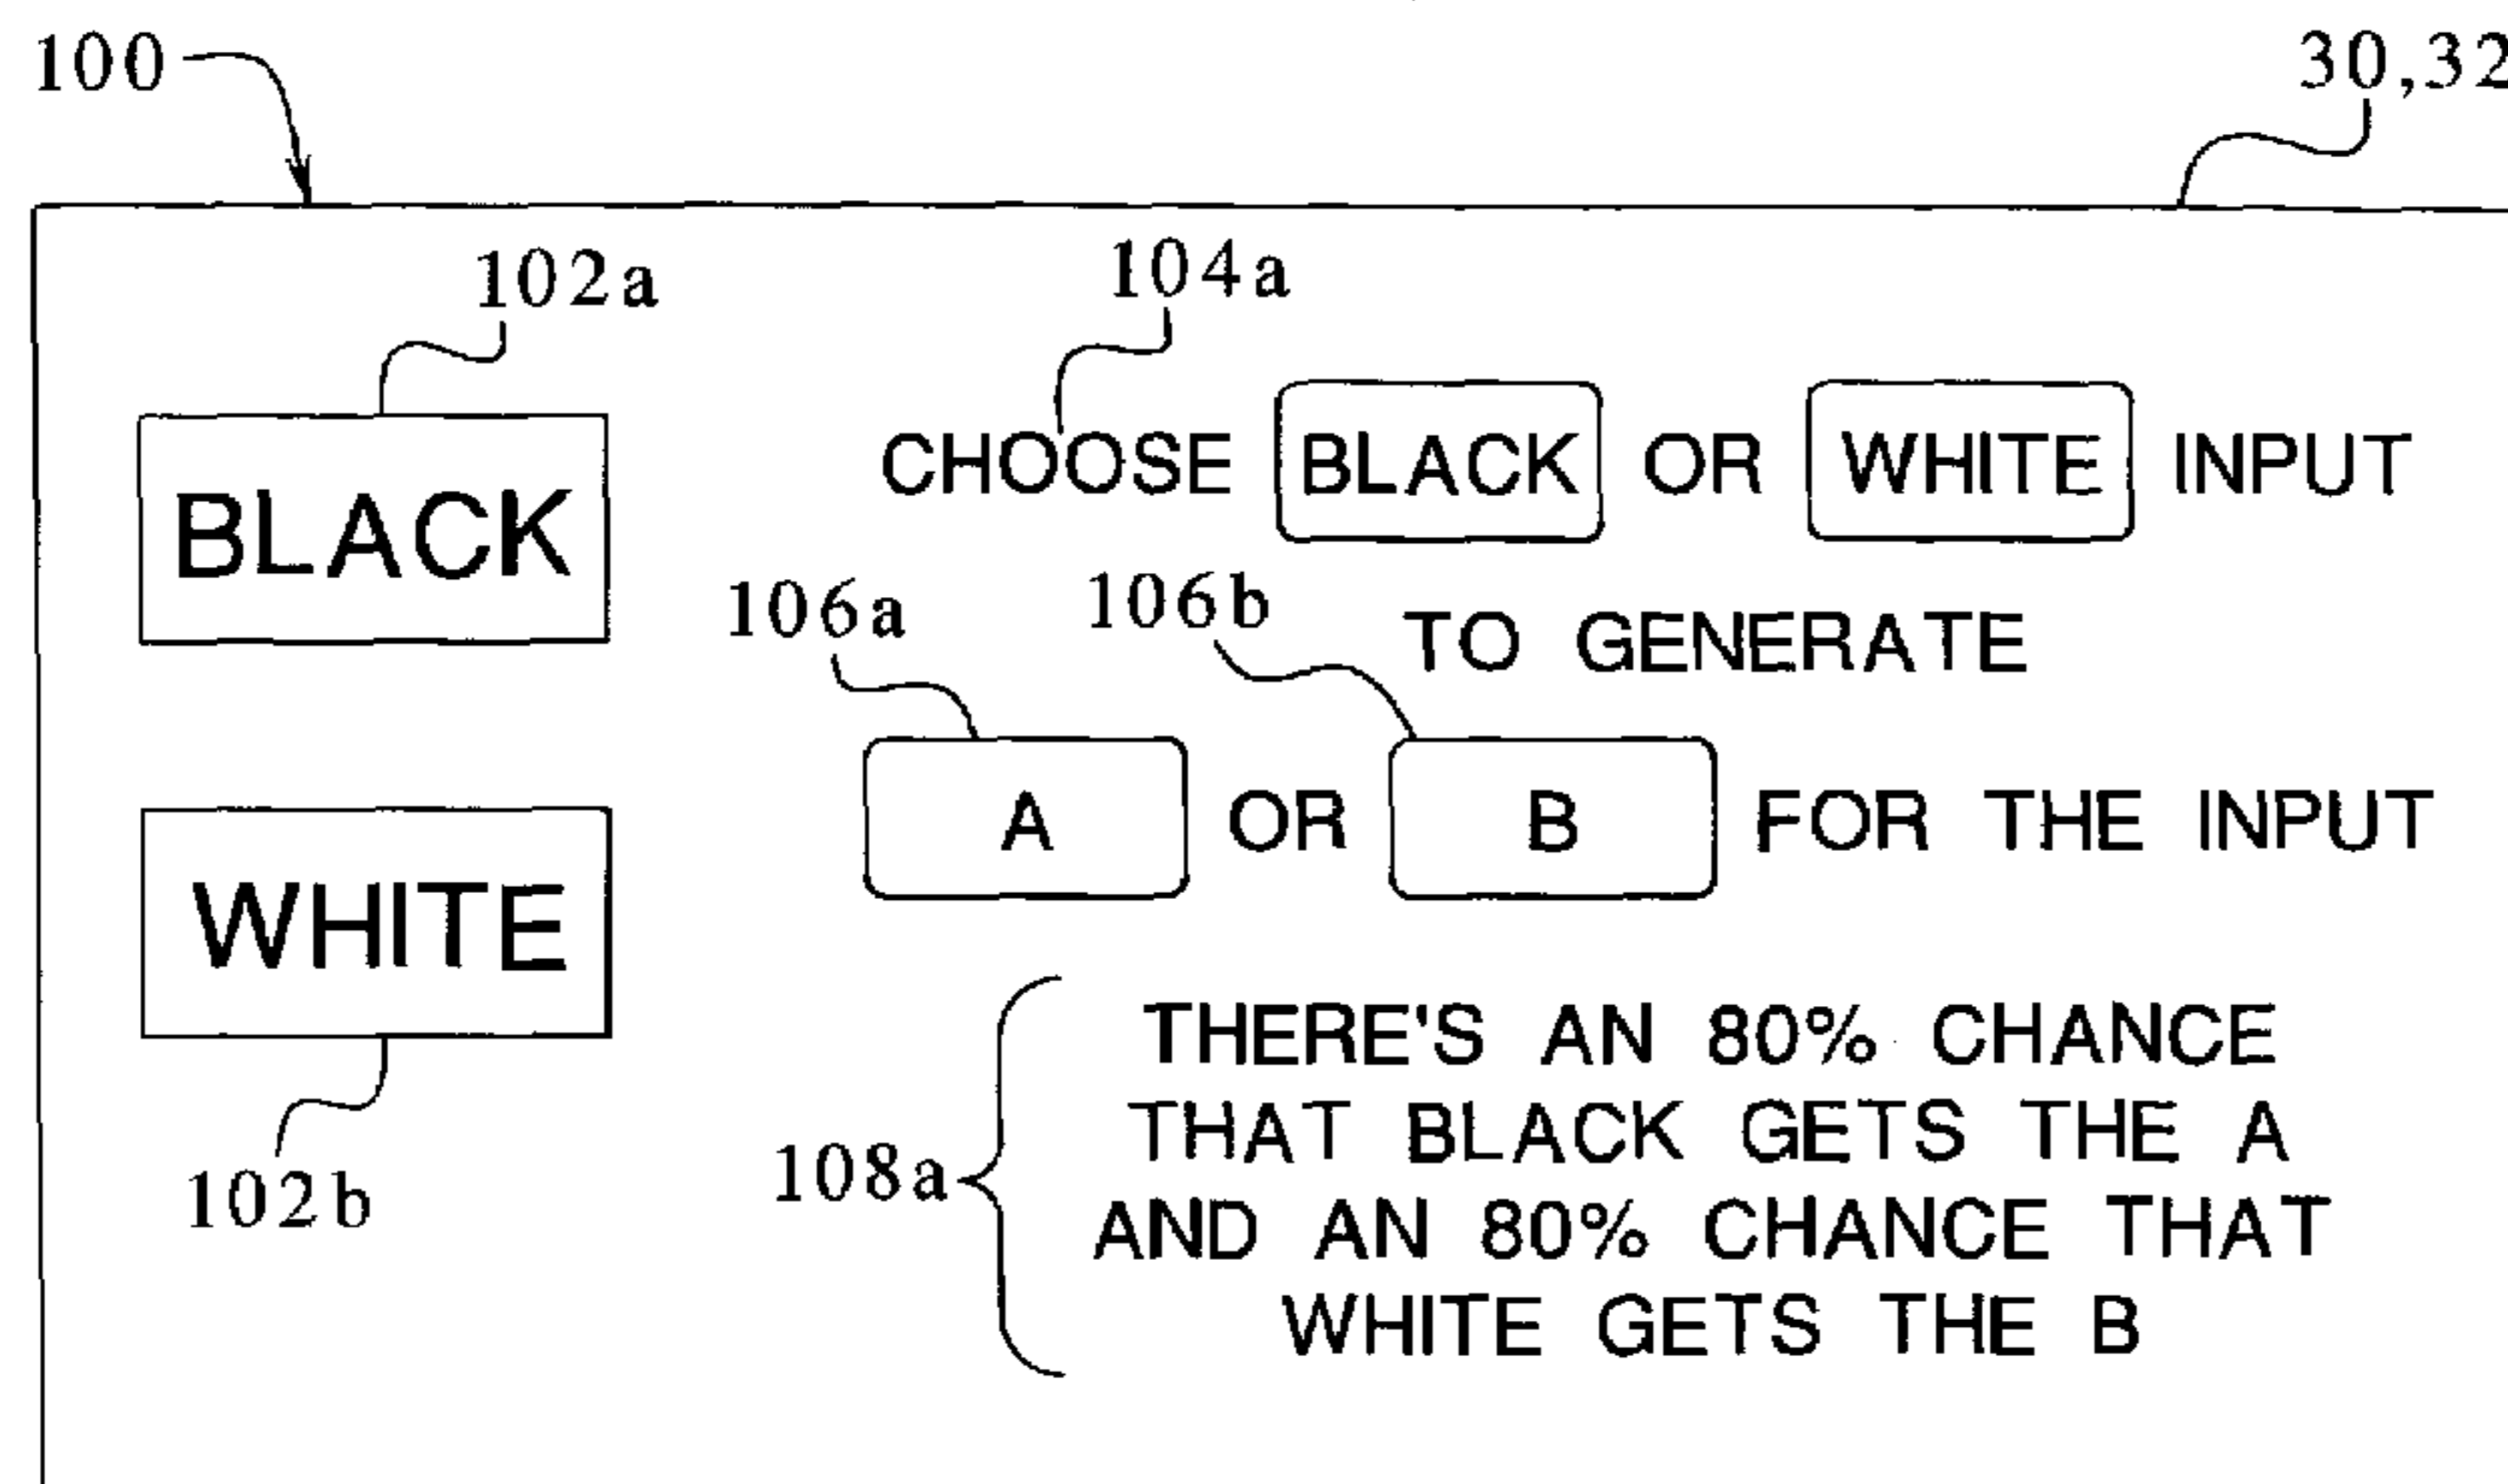 100
30,32
102a
104a
BLACK
CHOOSE BLACK OR WHITE INPUT
106a
106b
TO GENERATE
A OR B FOR THE INPUT
WHITE
102b
108a
THERE'S AN 80% CHANCE
THAT BLACK GETS THE A
AND AN 80% CHANCE THAT
WHITE GETS THE B